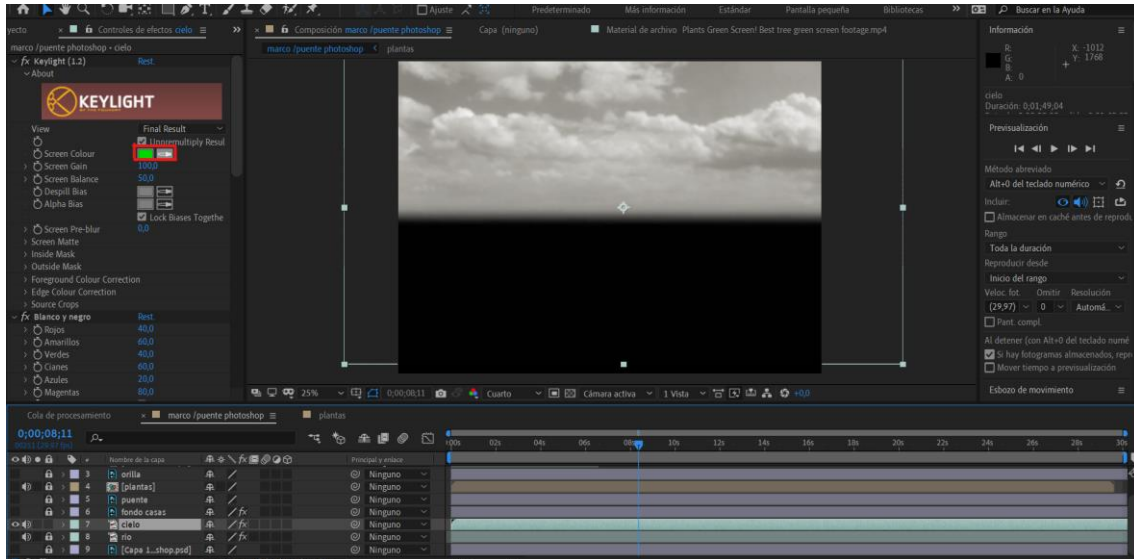 Ajuste
Predeterminado Más información Estándar Pantalla pequeña Bibliotecas » Buscar en la Ayuda
yecto × Controles de efectos cielo ≡ »
× Composición marco /puente photoshop ≡ Capa (ninguno) Material de archivo Plants Green Screen! Best tree green screen footage.mp4
Información ≡
marco /puente photoshop • cielo
marco /puente photoshop < plantas
fx Keylight (1.2) Rest.
About
KEYLIGHT
View Final Result
Unpremultiply Resul
Screen Colour
Screen Gain 100,0
Screen Balance 50,0
Despill Bias
Alpha Bias
Lock Biases Togethe
Screen Pre-blur 0,0
Screen Matte
Inside Mask
Outside Mask
Foreground Colour Correction
Edge Colour Correction
Source Crops
fx Blanco y negro Rest.
Rojos 40,0
Amarillos 60,0
Verdes 40,0
Cianes 60,0
Azules 20,0
Magentas 80,0
25% 0;00;08;11 Cuarto Cámara activa 1 Vista +0,0
R: X: -1012
G: Y: 1768
B:
A: 0
cielo
Duración: 0;01;49;04
Previsualización ≡
Método abreviado
Alt+0 del teclado numérico
Incluir:
Almacenar en caché antes de reprodu
Rango
Toda la duración
Reproducir desde
Inicio del rango
Veloc. fot. Omitir Resolución
(29,97) 0 Automá...
Pant. compl.
Al detener (con Alt+0 del teclado numé
Si hay fotogramas almacenados, repr
Mover tiempo a previsualización
Esbozo de movimiento ≡
Cola de procesamiento × marco /puente photoshop ≡ plantas
0;00;08;11
:00s 02s 04s 06s 08s 10s 12s 14s 16s 18s 20s 22s 24s 26s 28s 30s
Nombre de la capa Principal y enlace
3 orilla Ninguno
4 [plantas] Ninguno
5 puente Ninguno
6 fondo casas Ninguno
7 cielo fx Ninguno
8 rio fx Ninguno
9 [Capa 1...shop.psd] Ninguno